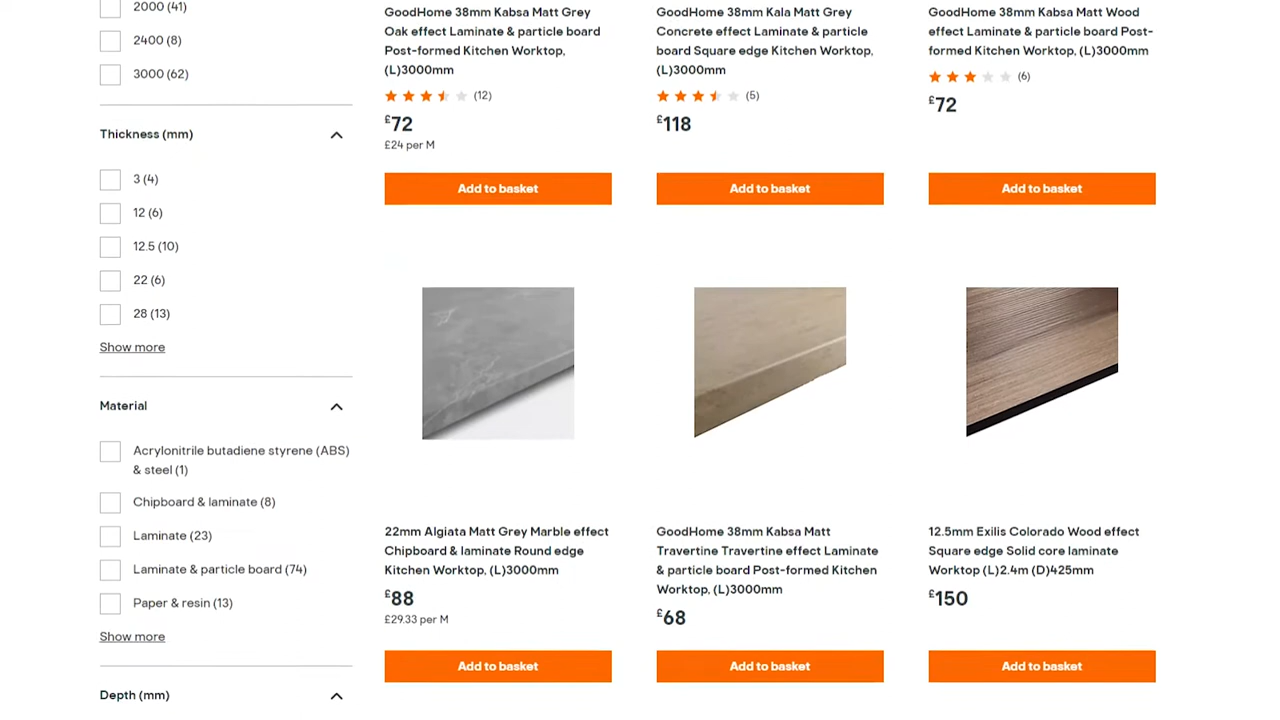 2000 (41)
2400 (8)
3000 (62)
Thickness (mm)
3 (4)
12 (6)
12.5 (10)
22 (6)
28 (13)
Show more
Material
Acrylonitrile butadiene styrene (ABS)
& steel (1)
Chipboard & laminate (8)
Laminate (23)
Laminate & particle board (74)
Paper & resin (13)
Show more
Depth (mm)
GoodHome 38mm Kabsa Matt Grey
Oak effect Laminate & particle board
Post-formed Kitchen Worktop,
(L)3000mm
(12)
£72
£24 per M
Add to basket
GoodHome 38mm Kala Matt Grey
Concrete effect Laminate & particle
board Square edge Kitchen Worktop,
(L)3000mm
(5)
£118
Add to basket
GoodHome 38mm Kabsa Matt Wood
effect Laminate & particle board Post-
formed Kitchen Worktop, (L)3000mm
(6)
£72
Add to basket
22mm Algiata Matt Grey Marble effect
Chipboard & laminate Round edge
Kitchen Worktop, (L)3000mm
£88
£29.33 per M
Add to basket
GoodHome 38mm Kabsa Matt
Travertine Travertine effect Laminate
& particle board Post-formed Kitchen
Worktop, (L)3000mm
£68
Add to basket
12.5mm Exilis Colorado Wood effect
Square edge Solid core laminate
Worktop (L)2.4m (D)425mm
£150
Add to basket